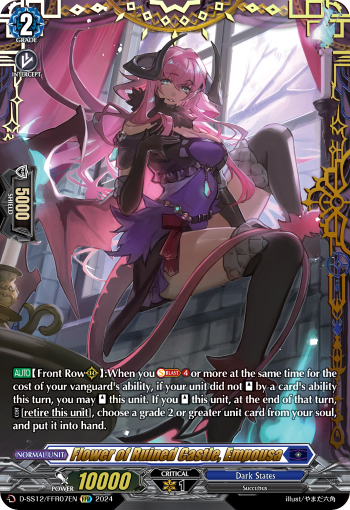 2
GRADE
INTERCEPT
5000
SHIELD
AUTO【Front Row】:When you S BLAST 4 or more at the same time for the
cost of your vanguard's ability, if your unit did not by a card's ability
this turn, you may this unit. If you this unit, at the end of that turn,
COST [retire this unit], choose a grade 2 or greater unit card from your soul,
and put it into hand.
NORMAL UNIT
Flower of Ruined Castle, Empousa
POWER 10000
CRITICAL
1
Dark States
Succubus
D-SS12/FFR07EN FFR 2024
illust/やまだ六角